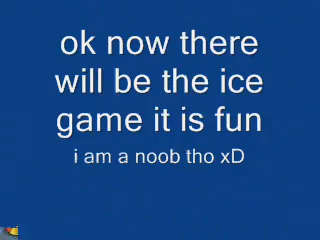 ok now there
will be the ice
game it is fun
i am a noob tho xD